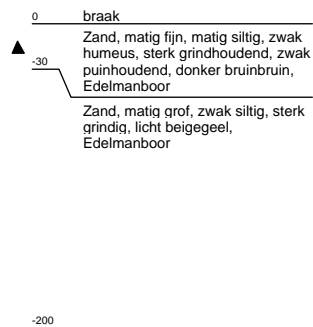 0 braak
Zand, matig fijn, matig siltig, zwak
humeus, sterk grindhoudend, zwak
-30
puinhoudend, donker bruinbruin,
Edelmanboor
Zand, matig grof, zwak siltig, sterk
grindig, licht beigegeel,
Edelmanboor
-200